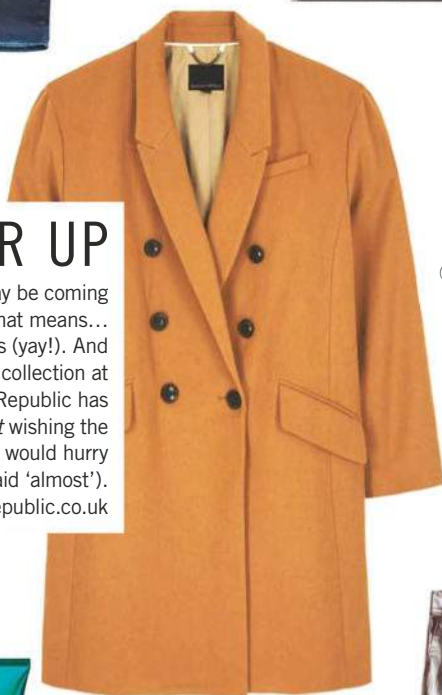 R UP
y be coming
hat means…
s (yay!). And
collection at
Republic has
t wishing the
would hurry
aid ‘almost’).
epublic.co.uk